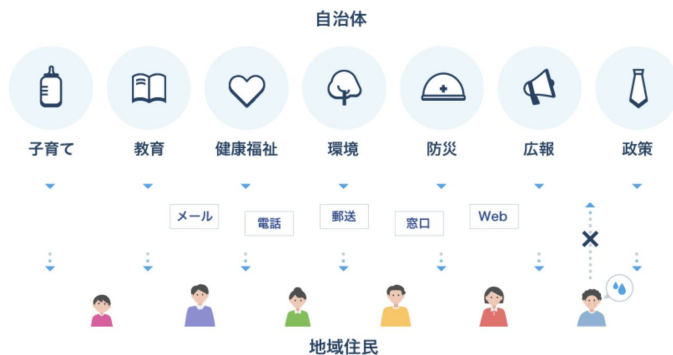 自治体
子育て
教育
健康福祉
環境
防災
広報
政策
メール
電話
郵送
窓口
Web
地域住民